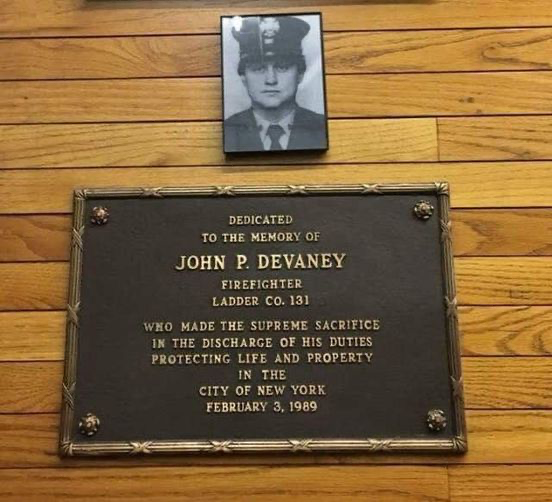 DEDICATED
TO THE MEMORY OF
JOHN P. DEVANEY
FIREFIGHTER
LADDER CO. 131
WHO MADE THE SUPREME SACRIFICE
IN THE DISCHARGE OF HIS DUTIES
PROTECTING LIFE AND PROPERTY
IN THE
CITY OF NEW YORK
FEBRUARY 3, 1989